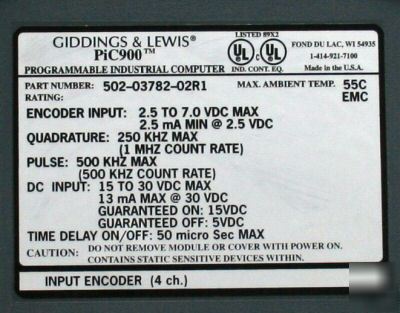 GIDDINGS & LEWIS®
PiC900™
PROGRAMMABLE INDUSTRIAL COMPUTER
LISTED 89X2
UL® UL®
IND. CONT. EQ.
FOND DU LAC, WI 54935
1-414-921-7100
Made in the U.S.A.
PART NUMBER: 502-03782-02R1
MAX. AMBIENT TEMP. 55C
RATING: EMC
ENCODER INPUT: 2.5 TO 7.0 VDC MAX
2.5 mA MIN @ 2.5 VDC
QUADRATURE: 250 KHZ MAX
(1 MHZ COUNT RATE)
PULSE: 500 KHZ MAX
(500 KHZ COUNT RATE)
DC INPUT: 15 TO 30 VDC MAX
13 mA MAX @ 30 VDC
GUARANTEED ON: 15VDC
GUARANTEED OFF: 5VDC
TIME DELAY ON/OFF: 50 micro Sec MAX
CAUTION: DO NOT REMOVE MODULE OR COVER WITH POWER ON.
CONTAINS STATIC SENSITIVE DEVICES WITHIN.
INPUT ENCODER (4 ch.)